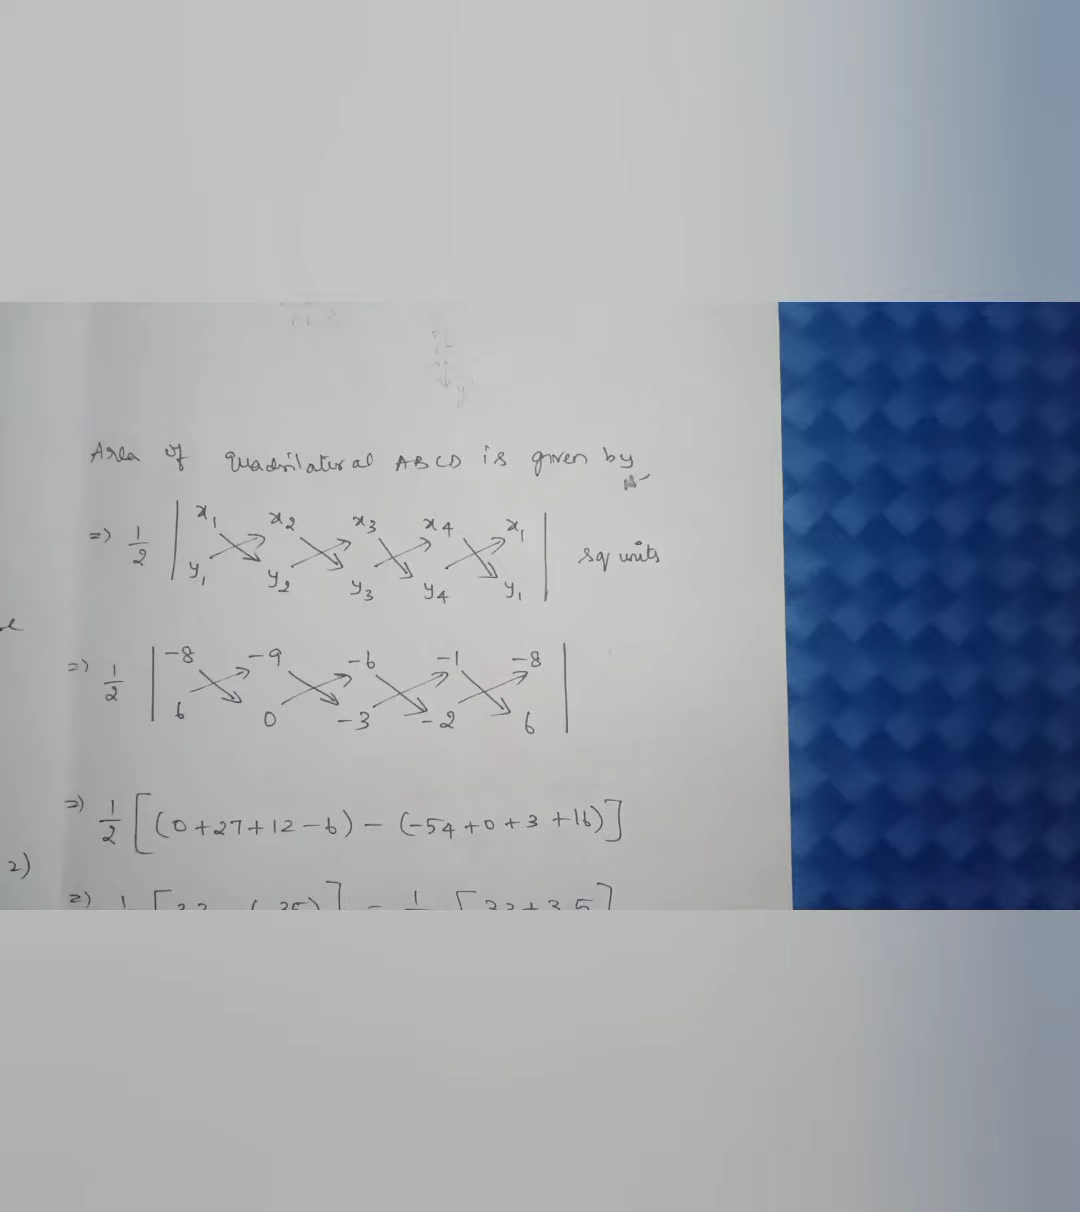 Area of quadrilateral ABCD is given by
=) 1/2 | x1 x2 x3 x4 x1 sq units
y1 y2 y3 y4 y1 |
=) 1/2 | -8 -9 -6 -1 -8
6 0 -3 -2 6 |
=) 1/2 [(0+27+12-6) - (-54+0+3+16)]
2)